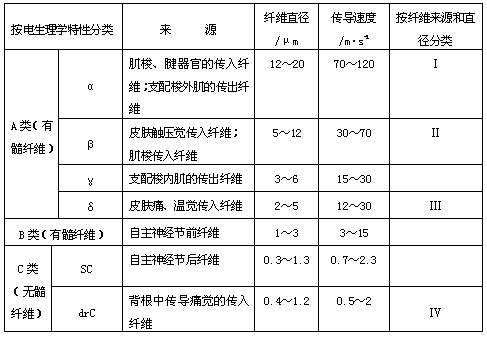 按电生理学特性分类 来 源 纤维直径/μm 传导速度/m·s⁻¹ 按纤维来源和直径分类
A类(有髓纤维) α 肌梭、腱器官的传入纤维;支配梭外肌的传出纤维 12～20 70～120 I
β 皮肤触压觉传入纤维;肌梭传入纤维 5～12 30～70 II
γ 支配梭内肌的传出纤维 3～6 15～30
δ 皮肤痛、温觉传入纤维 2～5 12～30 III
B类(有髓纤维) 自主神经节前纤维 1～3 3～15
C类(无髓纤维) SC 自主神经节后纤维 0.3～1.3 0.7～2.3
drC 背根中传导痛觉的传入纤维 0.4～1.2 0.5～2 IV